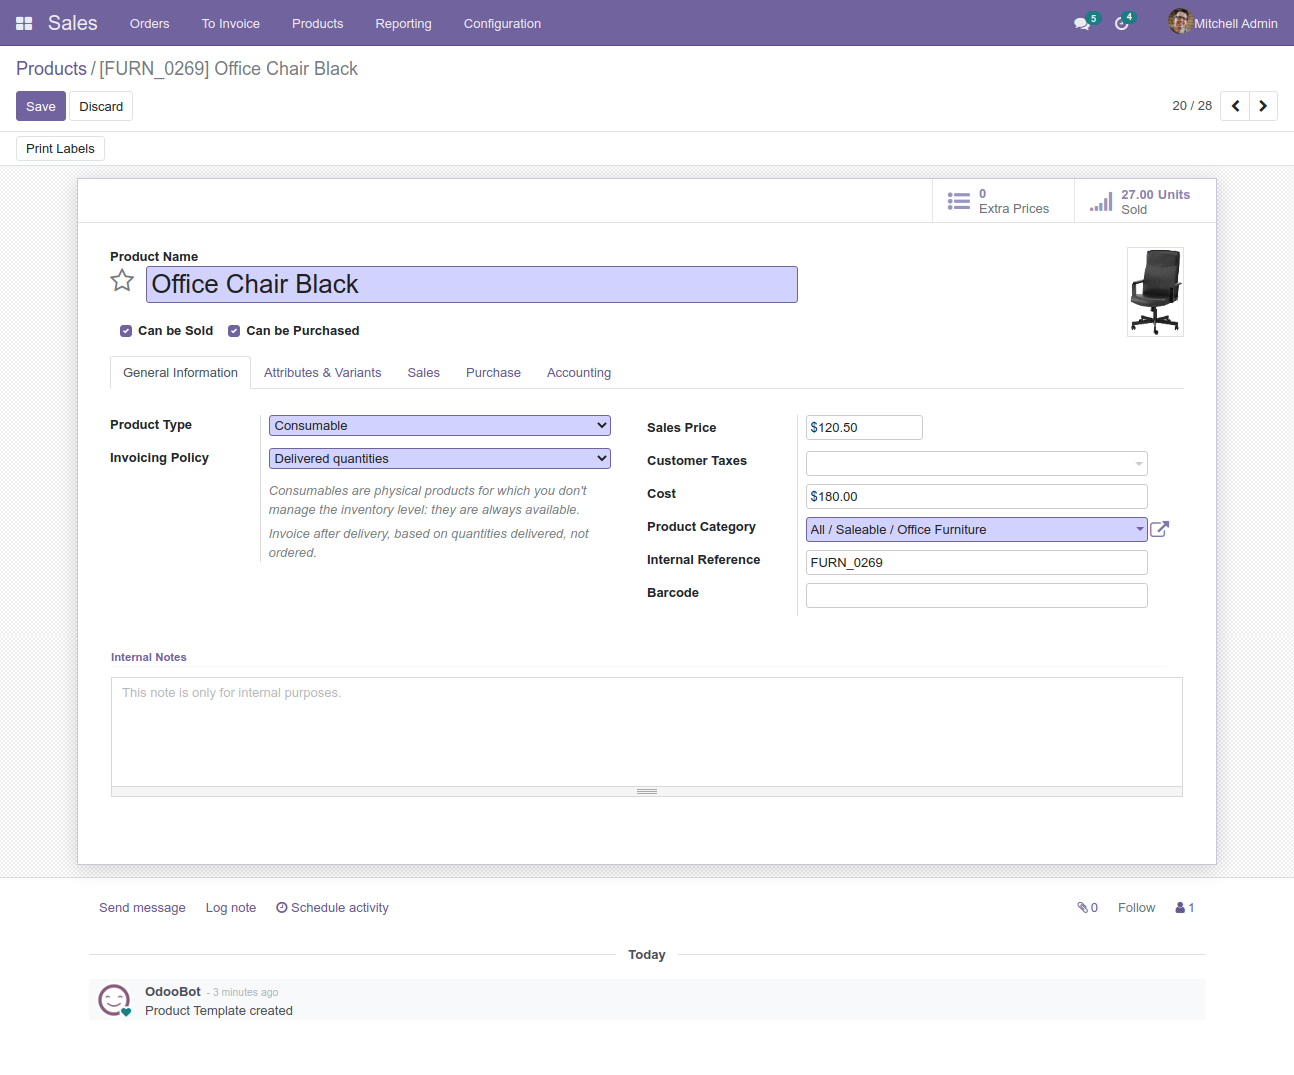 Sales Orders To Invoice Products Reporting Configuration 5 4 Mitchell Admin
Products / [FURN_0269] Office Chair Black
Save Discard 20 / 28
Print Labels
0
Extra Prices
27.00 Units
Sold
Product Name
Office Chair Black
Can be Sold Can be Purchased
General Information Attributes & Variants Sales Purchase Accounting
Product Type Consumable
Invoicing Policy Delivered quantities
Consumables are physical products for which you don't
manage the inventory level: they are always available.
Invoice after delivery, based on quantities delivered, not
ordered.
Sales Price $120.50
Customer Taxes
Cost $180.00
Product Category All / Saleable / Office Furniture
Internal Reference FURN_0269
Barcode
Internal Notes
This note is only for internal purposes.
Send message Log note Schedule activity 0 Follow 1
Today
OdooBot - 3 minutes ago
Product Template created